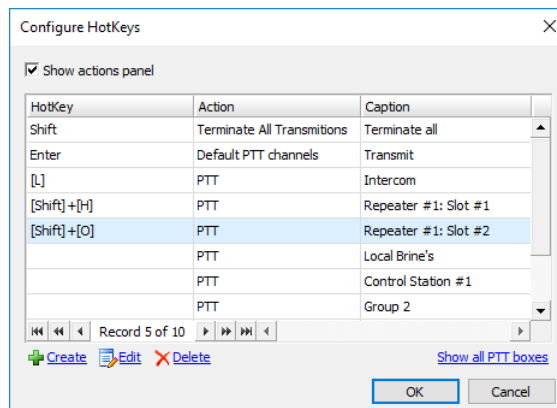 Configure HotKeys
Show actions panel
HotKey Action Caption
Shift Terminate All Transmitions Terminate all
Enter Default PTT channels Transmit
[L] PTT Intercom
[Shift]+[H] PTT Repeater #1: Slot #1
[Shift]+[O] PTT Repeater #1: Slot #2
PTT Local Brine's
PTT Control Station #1
PTT Group 2
Record 5 of 10
Create Edit Delete Show all PTT boxes
OK Cancel